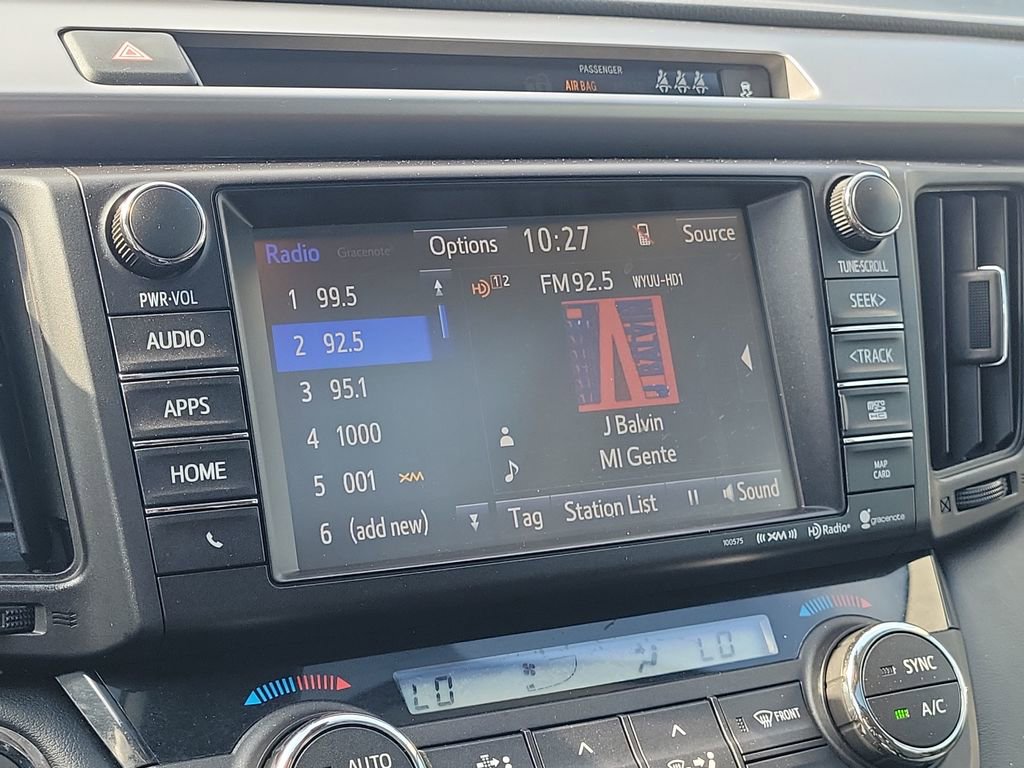 PASSENGER
AIR BAG
PWR·VOL
AUDIO
APPS
HOME
Radio Gracenote® Options 10:27 Source
1 99.5
2 92.5
3 95.1
4 1000
5 001 XM
6 (add new)
HD 1 2 FM 92.5 WYUU-HD1
J Balvin
MI Gente
Tag Station List Sound
TUNE·SCROLL
SEEK>
<TRACK
MAP
CARD
100575 ((XM)) HD Radio® gracenote
LO LO
AUTO
FRONT
SYNC
A/C